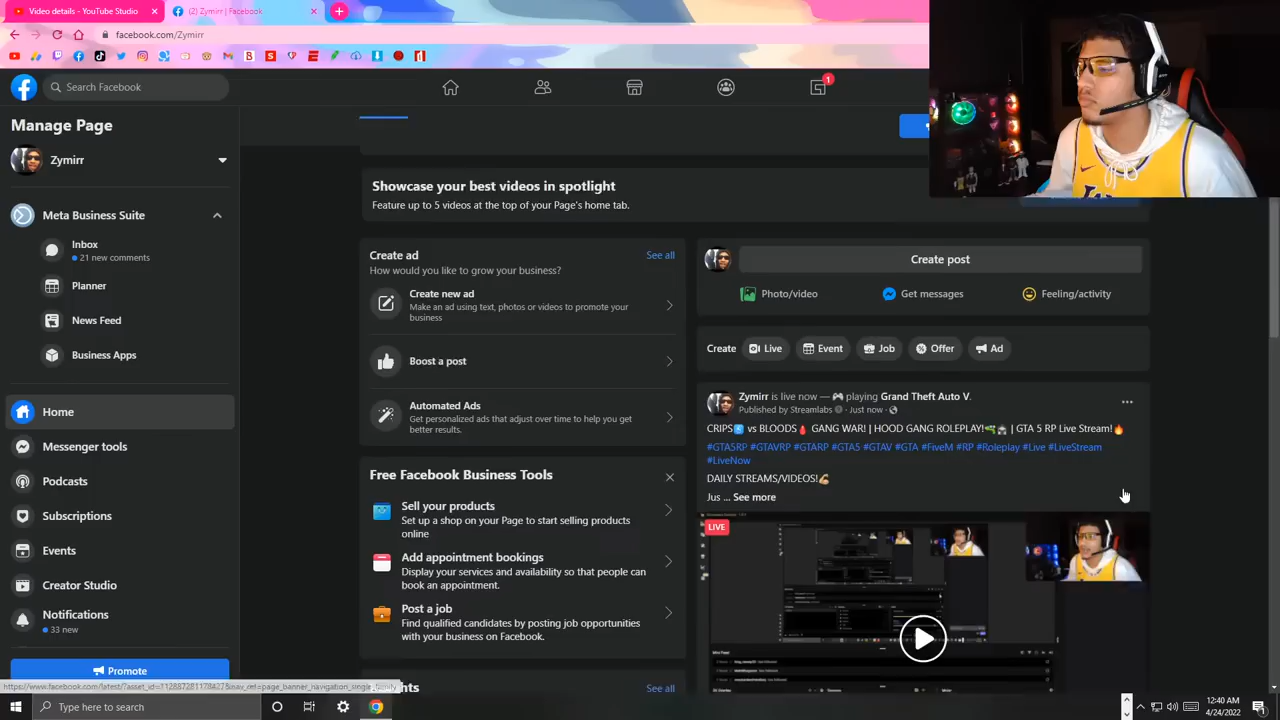 Video details - YouTube Studio
(2) Zymirr | Facebook
facebook.com/Zymirr
Search Facebook
1
Manage Page
Zymirr
Meta Business Suite
Inbox
21 new comments
Planner
News Feed
Business Apps
Home
Messenger tools
Podcasts
Subscriptions
Events
Creator Studio
Notifications
33 new
Promote
Showcase your best videos in spotlight
Feature up to 5 videos at the top of your Page's home tab.
Create ad
See all
How would you like to grow your business?
Create new ad
Make an ad using text, photos or videos to promote your
business
Boost a post
Automated Ads
Get personalized ads that adjust over time to help you get
better results.
Free Facebook Business Tools
Sell your products
Set up a shop on your Page to start selling products
online
Add appointment bookings
Display your services and availability so that people can
book an appointment.
Post a job
Find qualified candidates by posting job opportunities
with your business on Facebook.
See all
Create post
Photo/video
Get messages
Feeling/activity
Create
Live
Event
Job
Offer
Ad
Zymirr is live now — 🎮 playing Grand Theft Auto V.
Published by Streamlabs · Just now ·
CRIPS🥶 vs BLOODS🩸 GANG WAR! | HOOD GANG ROLEPLAY!🌿🏚️ | GTA 5 RP Live Stream!🔥
#GTA5RP #GTAVRP #GTARP #GTA5 #GTAV #GTA #FiveM #RP #Roleplay #Live #LiveStream
#LiveNow
DAILY STREAMS/VIDEOS!💪🏼
Jus ... See more
LIVE
Type here to search
12:40 AM
4/24/2022
1